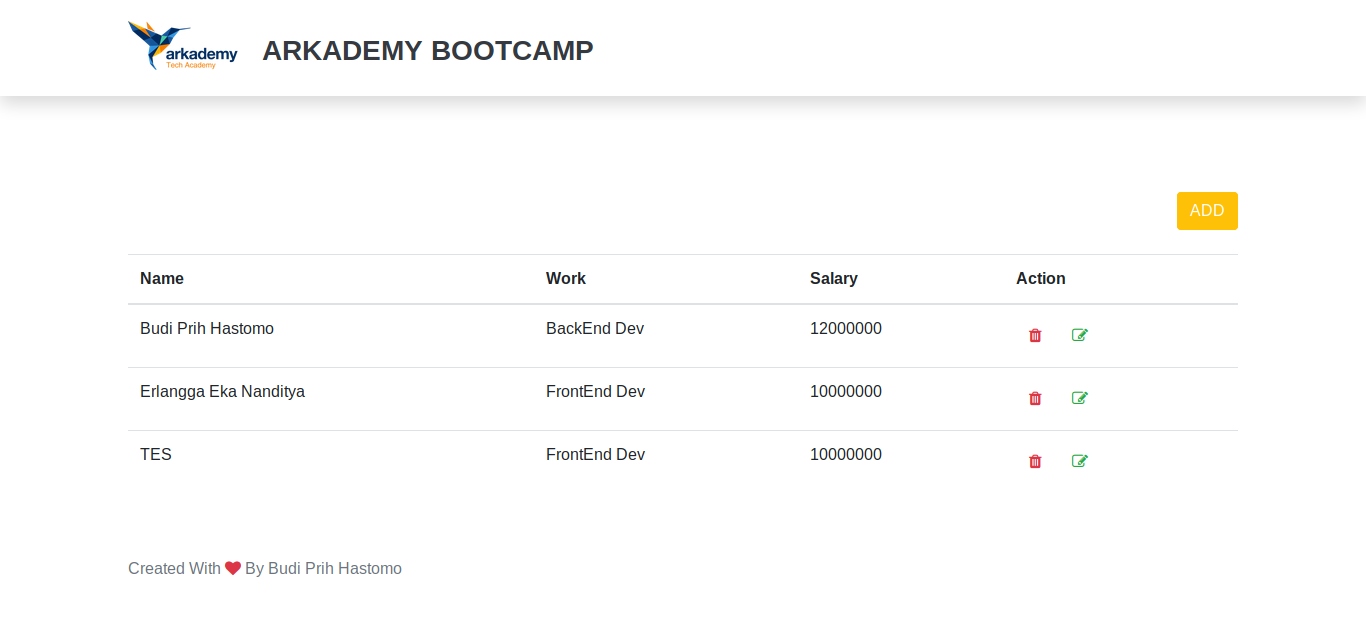 arkademy
Tech Academy
ARKADEMY BOOTCAMP
ADD
Name Work Salary Action
Budi Prih Hastomo BackEnd Dev 12000000
Erlangga Eka Nanditya FrontEnd Dev 10000000
TES FrontEnd Dev 10000000
Created With By Budi Prih Hastomo